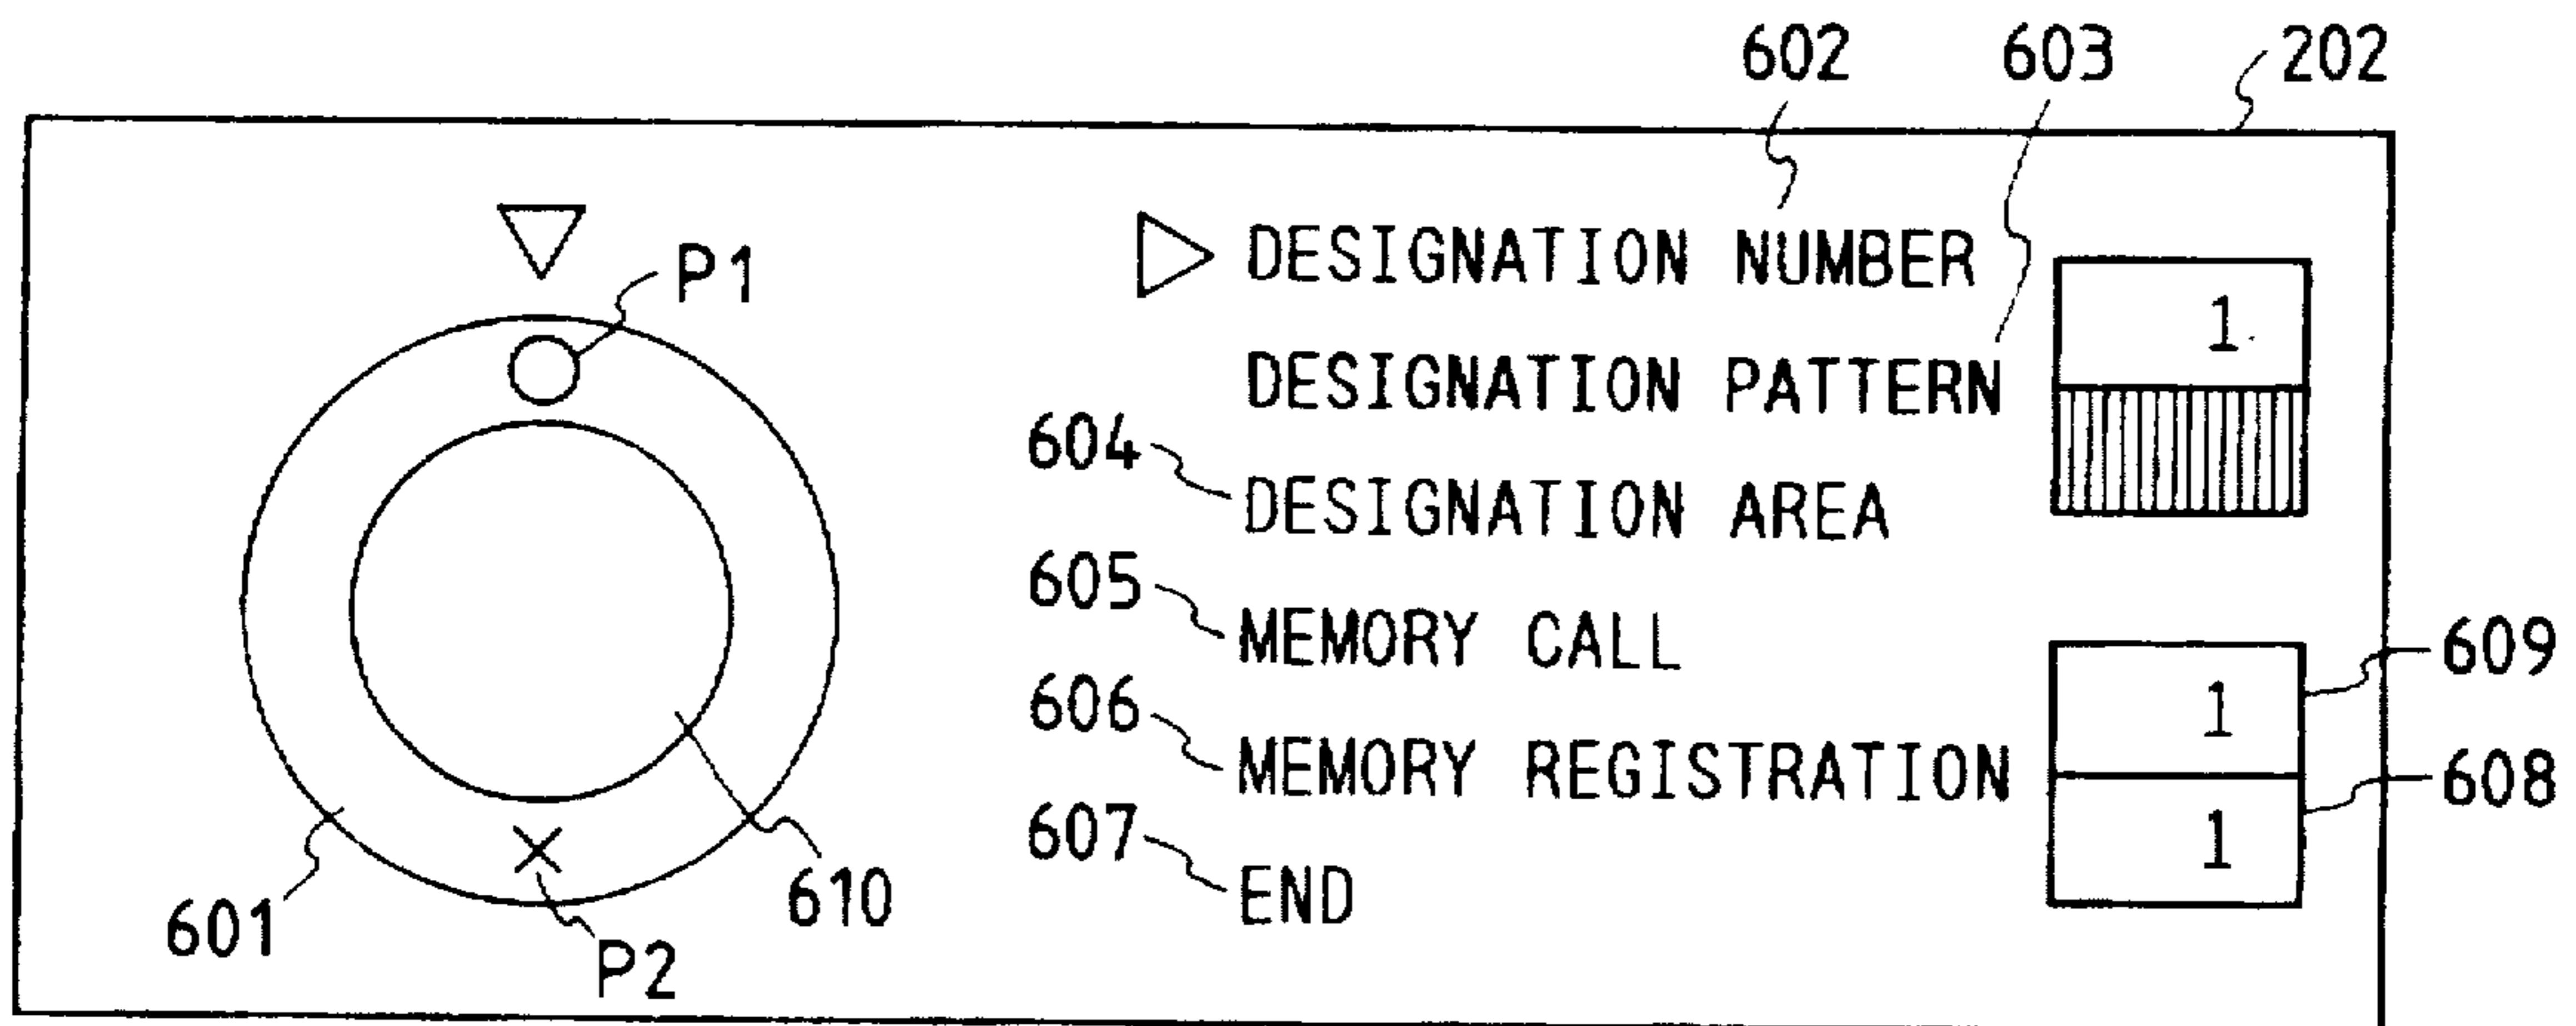 602 603 202
P1
DESIGNATION NUMBER
1
DESIGNATION PATTERN
604
DESIGNATION AREA
605
MEMORY CALL
609
1
606
MEMORY REGISTRATION
608
1
607
END
601
610
P2